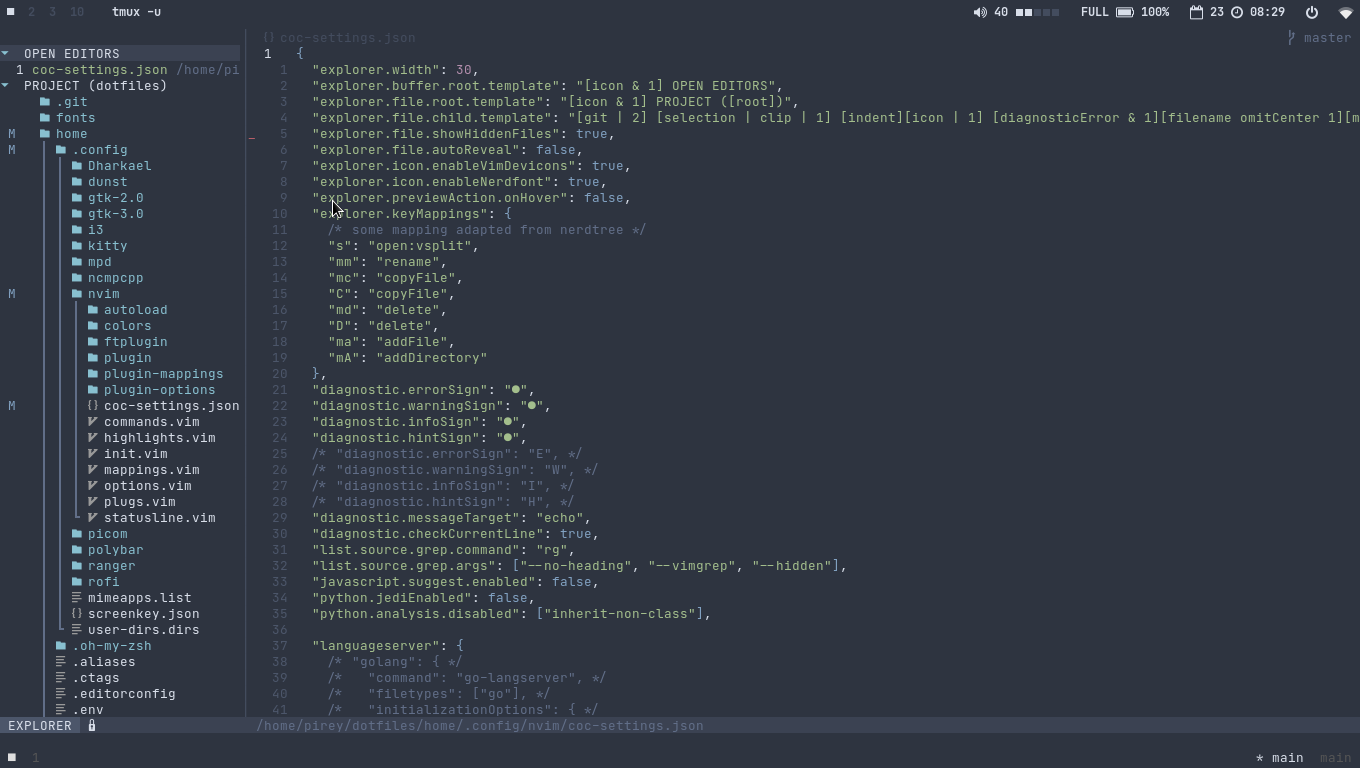 2 3 10 tmux -u 40 FULL 100% 23 08:29
OPEN EDITORS
1 coc-settings.json /home/pi
PROJECT (dotfiles)
.git
fonts
M home
M .config
Dharkael
dunst
gtk-2.0
gtk-3.0
i3
kitty
mpd
ncmpcpp
M nvim
autoload
colors
ftplugin
plugin
plugin-mappings
plugin-options
M {} coc-settings.json
commands.vim
highlights.vim
init.vim
mappings.vim
options.vim
plugs.vim
statusline.vim
picom
polybar
ranger
rofi
mimeapps.list
{} screenkey.json
user-dirs.dirs
.oh-my-zsh
.aliases
.ctags
.editorconfig
.env
{} coc-settings.json master
1 {
1 "explorer.width": 30,
2 "explorer.buffer.root.template": "[icon & 1] OPEN EDITORS",
3 "explorer.file.root.template": "[icon & 1] PROJECT ([root])",
4 "explorer.file.child.template": "[git | 2] [selection | clip | 1] [indent][icon | 1] [diagnosticError & 1][filename omitCenter 1][m
5 "explorer.file.showHiddenFiles": true,
6 "explorer.file.autoReveal": false,
7 "explorer.icon.enableVimDevicons": true,
8 "explorer.icon.enableNerdfont": true,
9 "explorer.previewAction.onHover": false,
10 "explorer.keyMappings": {
11 /* some mapping adapted from nerdtree */
12 "s": "open:vsplit",
13 "mm": "rename",
14 "mc": "copyFile",
15 "C": "copyFile",
16 "md": "delete",
17 "D": "delete",
18 "ma": "addFile",
19 "mA": "addDirectory"
20 },
21 "diagnostic.errorSign": "●",
22 "diagnostic.warningSign": "●",
23 "diagnostic.infoSign": "●",
24 "diagnostic.hintSign": "●",
25 /* "diagnostic.errorSign": "E", */
26 /* "diagnostic.warningSign": "W", */
27 /* "diagnostic.infoSign": "I", */
28 /* "diagnostic.hintSign": "H", */
29 "diagnostic.messageTarget": "echo",
30 "diagnostic.checkCurrentLine": true,
31 "list.source.grep.command": "rg",
32 "list.source.grep.args": ["--no-heading", "--vimgrep", "--hidden"],
33 "javascript.suggest.enabled": false,
34 "python.jediEnabled": false,
35 "python.analysis.disabled": ["inherit-non-class"],
36
37 "languageserver": {
38 /* "golang": { */
39 /* "command": "go-langserver", */
40 /* "filetypes": ["go"], */
41 /* "initializationOptions": { */
EXPLORER /home/pirey/dotfiles/home/.config/nvim/coc-settings.json
1 * main main